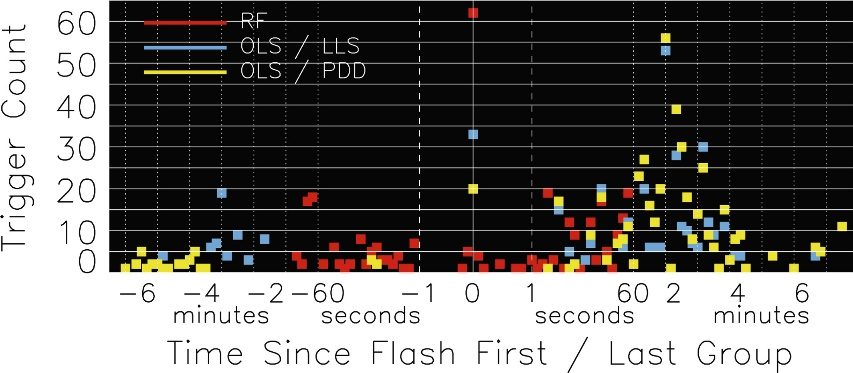 Trigger Count
60
50
40
30
20
10
0
RF
OLS / LLS
OLS / PDD
-6 -4 -2 -60 -1 0 1 60 2 4 6
minutes seconds seconds minutes
Time Since Flash First / Last Group